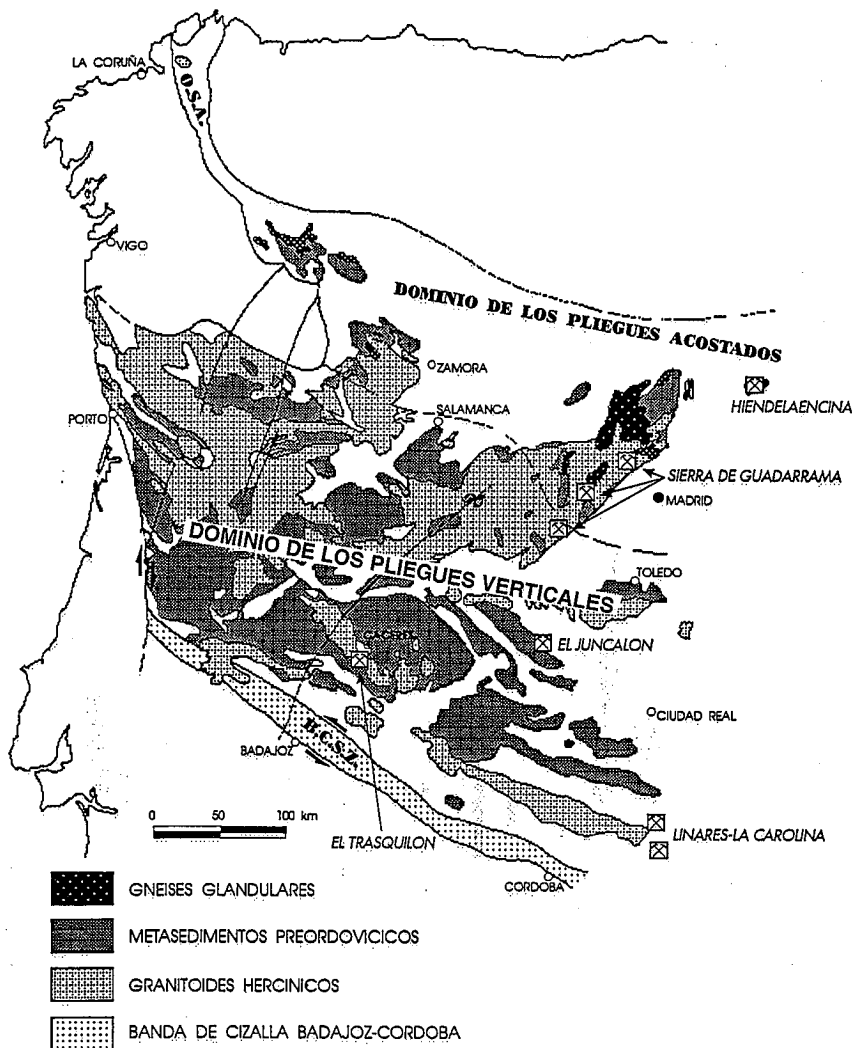 LA CORUÑA
O.S.A.
VIGO
DOMINIO DE LOS PLIEGUES ACOSTADOS
ZAMORA
HIENDELAENCINA
SALAMANCA
PORTO
SIERRA DE GUADARRAMA
MADRID
DOMINIO DE LOS PLIEGUES VERTICALES
TOLEDO
EL JUNCALON
CIUDAD REAL
B.C.S.Z.
BADAJOZ
0 50 100 km
EL TRASQUILON
LINARES-LA CAROLINA
CORDOBA
GNEISES GLANDULARES
METASEDIMENTOS PREORDOVICICOS
GRANITOIDES HERCINICOS
BANDA DE CIZALLA BADAJOZ-CORDOBA